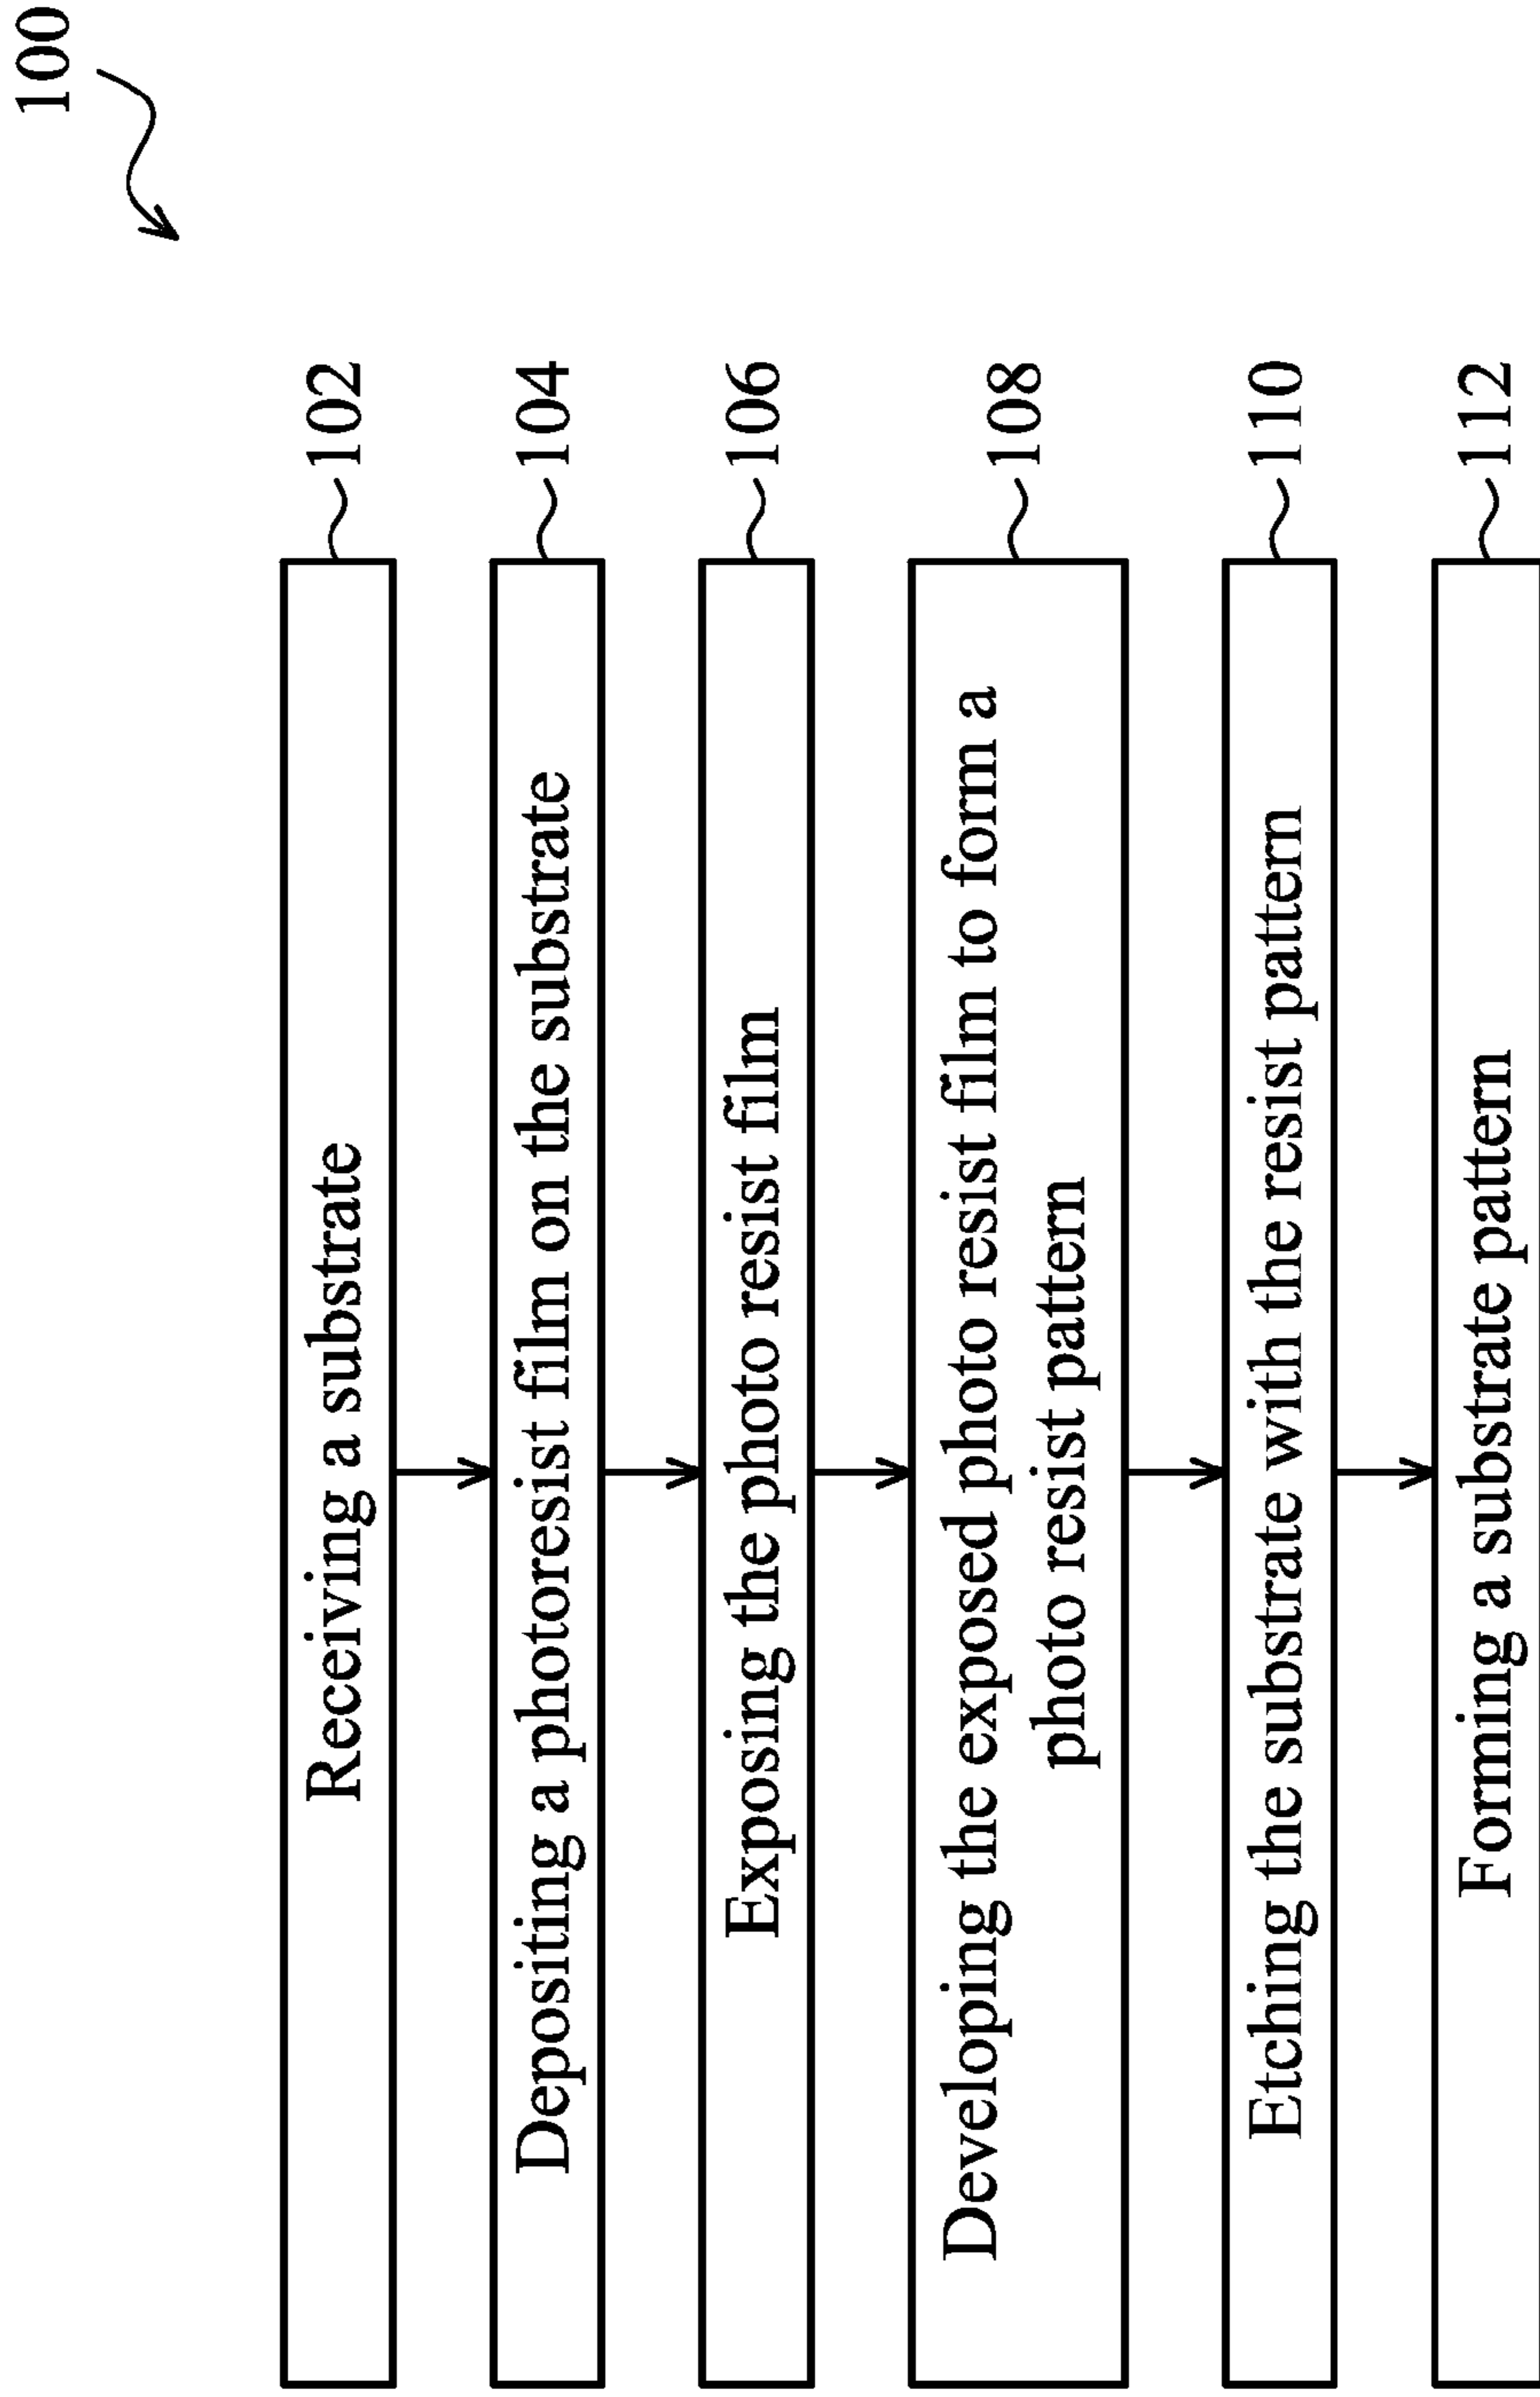 100
Receiving a substrate
102
Depositing a photoresist film on the substrate
104
Exposing the photo resist film
106
Developing the exposed photo resist film to form a
photo resist pattern
108
Etching the substrate with the resist pattern
110
Forming a substrate pattern
112